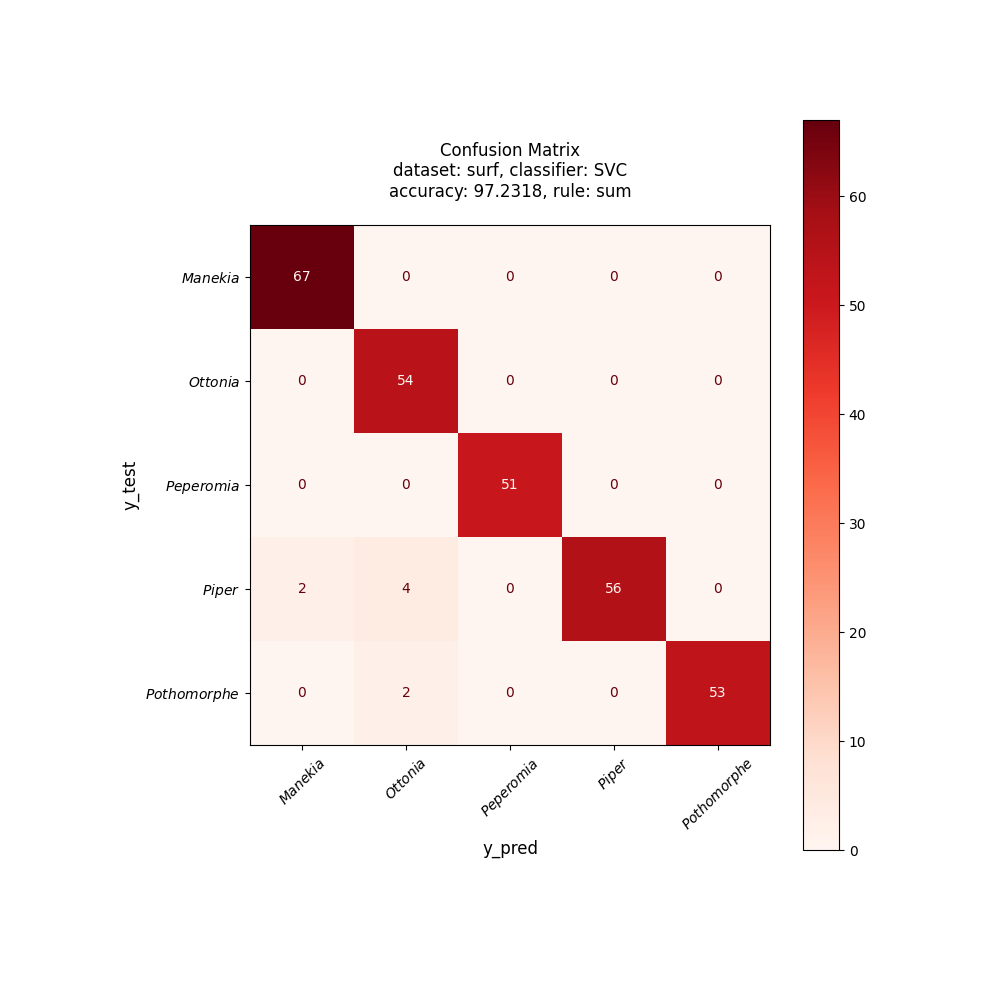 Confusion Matrix
dataset: surf, classifier: SVC
accuracy: 97.2318, rule: sum
Manekia 67 0 0 0 0
Ottonia 0 54 0 0 0
Peperomia 0 0 51 0 0
Piper 2 4 0 56 0
Pothomorphe 0 2 0 0 53
y_test
Manekia Ottonia Peperomia Piper Pothomorphe
y_pred
60
50
40
30
20
10
0